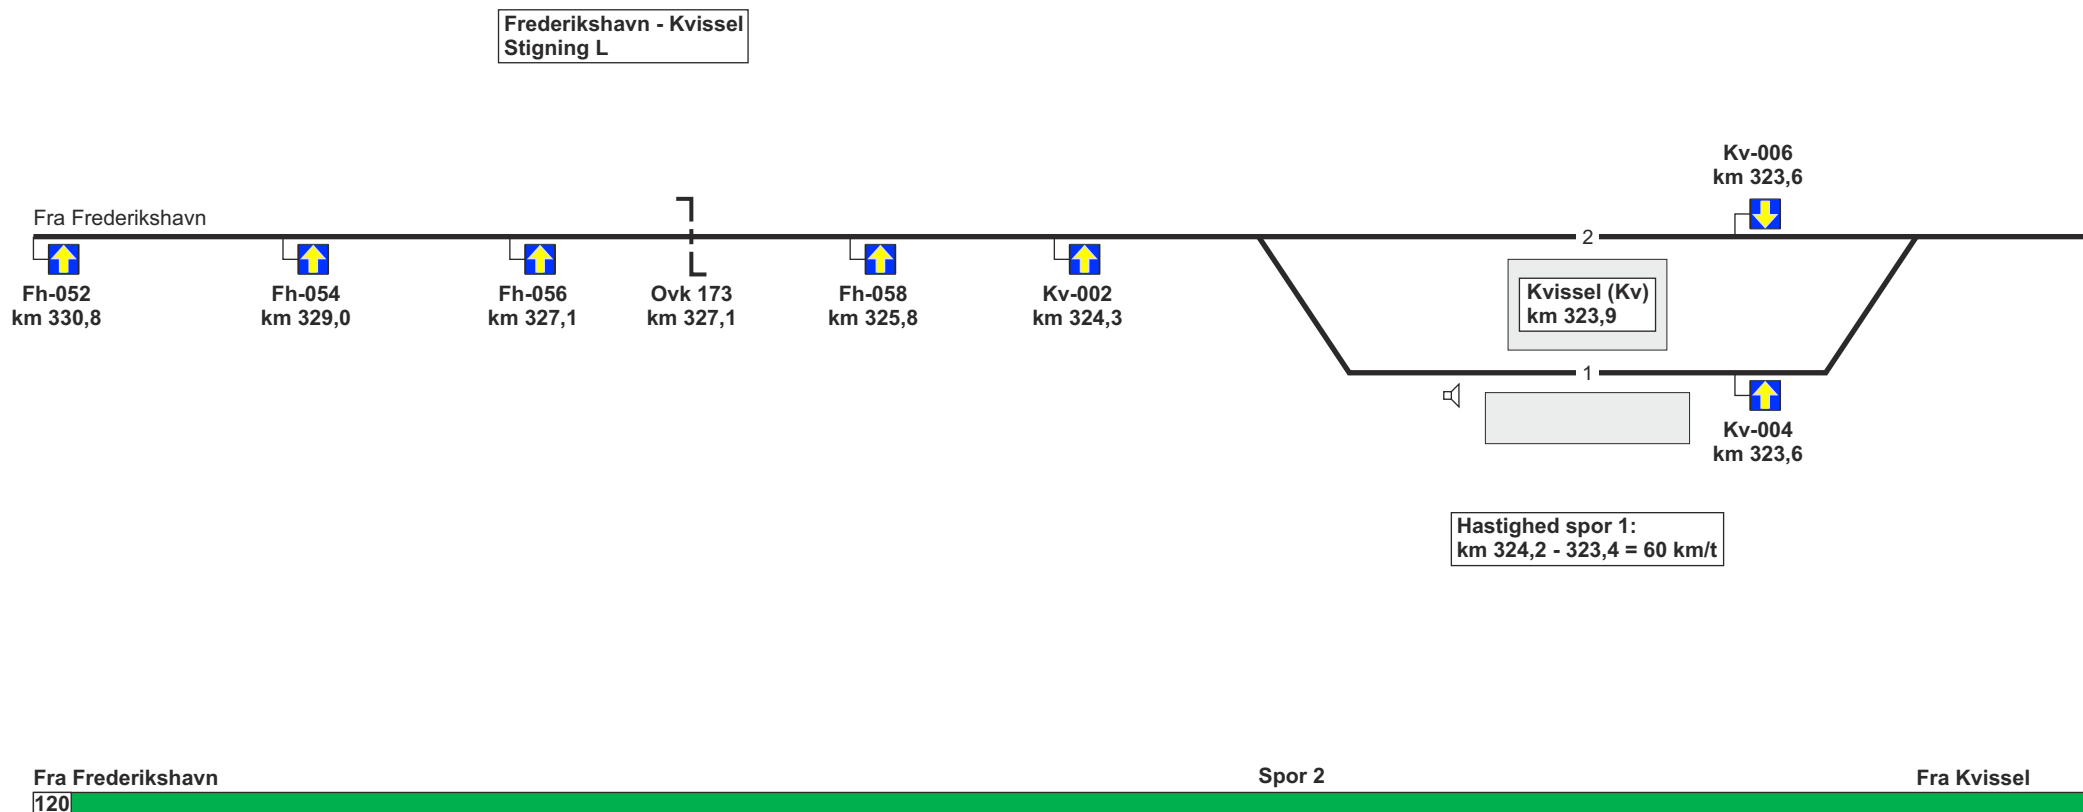 Frederikshavn - Kvissel
Stigning L
Kv-006
km 323,6
Fra Frederikshavn
2
Fh-052
km 330,8
Fh-054
km 329,0
Fh-056
km 327,1
Ovk 173
km 327,1
Fh-058
km 325,8
Kv-002
km 324,3
Kvissel (Kv)
km 323,9
1
Kv-004
km 323,6
Hastighed spor 1:
km 324,2 - 323,4 = 60 km/t
Fra Frederikshavn
Spor 2
Fra Kvissel
120